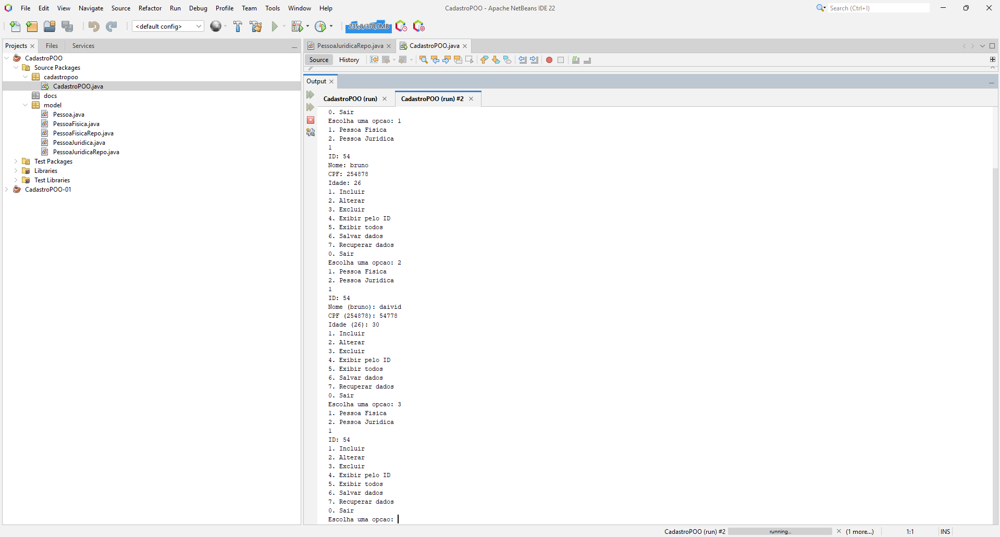 File Edit View Navigate Source Refactor Run Debug Profile Team Tools Window Help
CadastroPOO - Apache NetBeans IDE 22
Search (Ctrl+I)
<default config>
235,8/378,0MB
Projects
Files
Services
CadastroPOO
Source Packages
cadastropoo
CadastroPOO.java
docs
model
Pessoa.java
PessoaFisica.java
PessoaFisicaRepo.java
PessoaJuridica.java
PessoaJuridicaRepo.java
Test Packages
Libraries
Test Libraries
CadastroPOO-01
PessoaJuridicaRepo.java
CadastroPOO.java
Source
History
Output
CadastroPOO (run)
CadastroPOO (run) #2
0. Sair
Escolha uma opcao: 1
1. Pessoa Fisica
2. Pessoa Juridica
1
ID: 54
Nome: bruno
CPF: 254878
Idade: 26
1. Incluir
2. Alterar
3. Excluir
4. Exibir pelo ID
5. Exibir todos
6. Salvar dados
7. Recuperar dados
0. Sair
Escolha uma opcao: 2
1. Pessoa Fisica
2. Pessoa Juridica
1
ID: 54
Nome (bruno): daivid
CPF (254878): 54778
Idade (26): 30
1. Incluir
2. Alterar
3. Excluir
4. Exibir pelo ID
5. Exibir todos
6. Salvar dados
7. Recuperar dados
0. Sair
Escolha uma opcao: 3
1. Pessoa Fisica
2. Pessoa Juridica
1
ID: 54
1. Incluir
2. Alterar
3. Excluir
4. Exibir pelo ID
5. Exibir todos
6. Salvar dados
7. Recuperar dados
0. Sair
Escolha uma opcao:
CadastroPOO (run) #2
running...
(1 more...)
1:1
INS